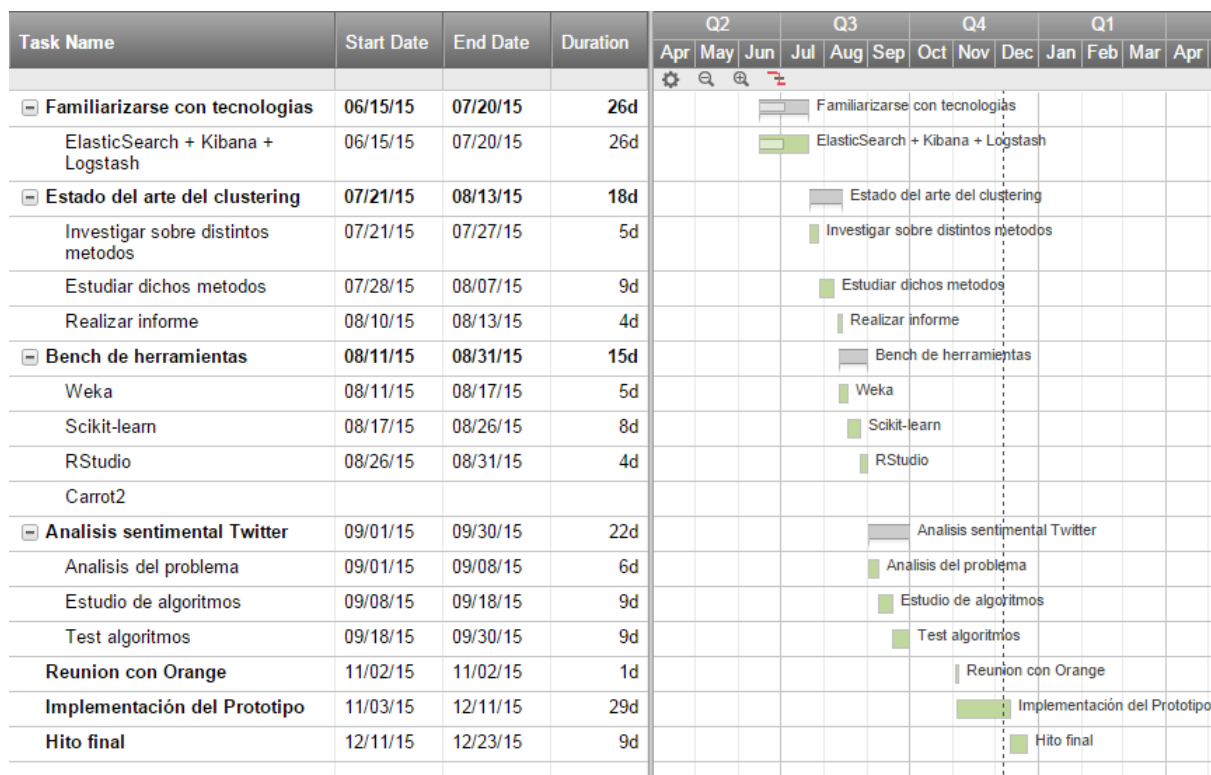 Q2 Q3 Q4 Q1
Task Name Start Date End Date Duration
Apr May Jun Jul Aug Sep Oct Nov Dec Jan Feb Mar Apr
Familiarizarse con tecnologias 06/15/15 07/20/15 26d Familiarizarse con tecnologias
ElasticSearch + Kibana + 06/15/15 07/20/15 26d ElasticSearch + Kibana + Logstash
Logstash
Estado del arte del clustering 07/21/15 08/13/15 18d Estado del arte del clustering
Investigar sobre distintos 07/21/15 07/27/15 5d Investigar sobre distintos metodos
metodos
Estudiar dichos metodos 07/28/15 08/07/15 9d Estudiar dichos metodos
Realizar informe 08/10/15 08/13/15 4d Realizar informe
Bench de herramientas 08/11/15 08/31/15 15d Bench de herramientas
Weka 08/11/15 08/17/15 5d Weka
Scikit-learn 08/17/15 08/26/15 8d Scikit-learn
RStudio 08/26/15 08/31/15 4d RStudio
Carrot2
Analisis sentimental Twitter 09/01/15 09/30/15 22d Analisis sentimental Twitter
Analisis del problema 09/01/15 09/08/15 6d Analisis del problema
Estudio de algoritmos 09/08/15 09/18/15 9d Estudio de algoritmos
Test algoritmos 09/18/15 09/30/15 9d Test algoritmos
Reunion con Orange 11/02/15 11/02/15 1d Reunion con Orange
Implementación del Prototipo 11/03/15 12/11/15 29d Implementación del Prototipo
Hito final 12/11/15 12/23/15 9d Hito final